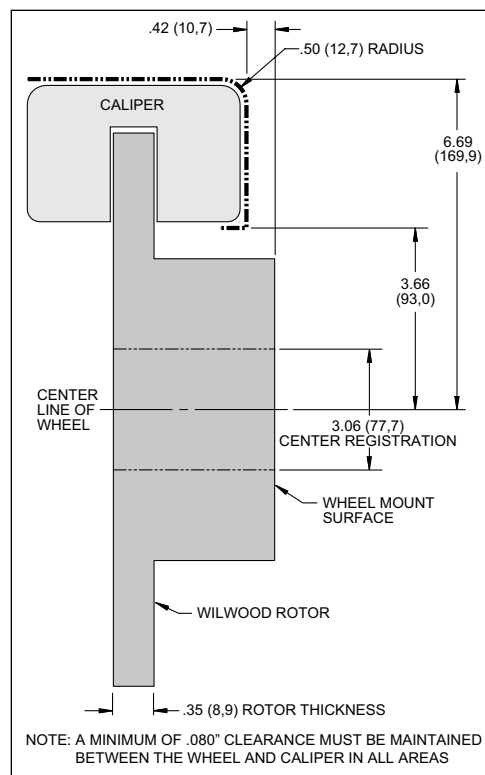 .42 (10,7)
.50 (12,7) RADIUS
CALIPER
6.69
(169,9)
3.66
(93,0)
CENTER
LINE OF
WHEEL
3.06 (77,7)
CENTER REGISTRATION
WHEEL MOUNT
SURFACE
WILWOOD ROTOR
.35 (8,9) ROTOR THICKNESS
NOTE: A MINIMUM OF .080" CLEARANCE MUST BE MAINTAINED
BETWEEN THE WHEEL AND CALIPER IN ALL AREAS